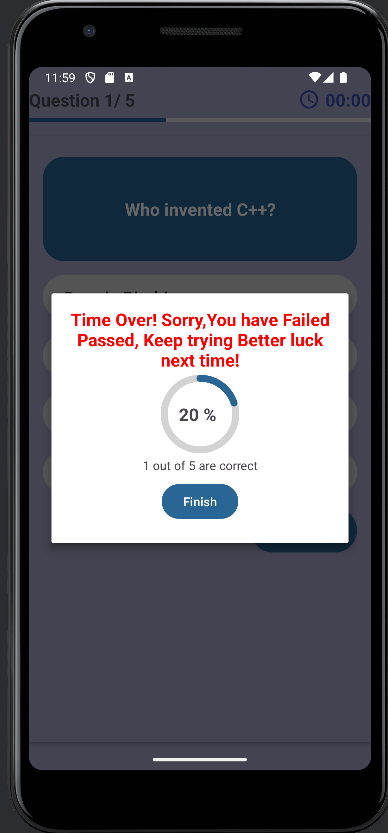 11:59
Question 1/ 5
00:00
Who invented C++?
Time Over! Sorry,You have Failed
Passed, Keep trying Better luck
next time!
20 %
1 out of 5 are correct
Finish